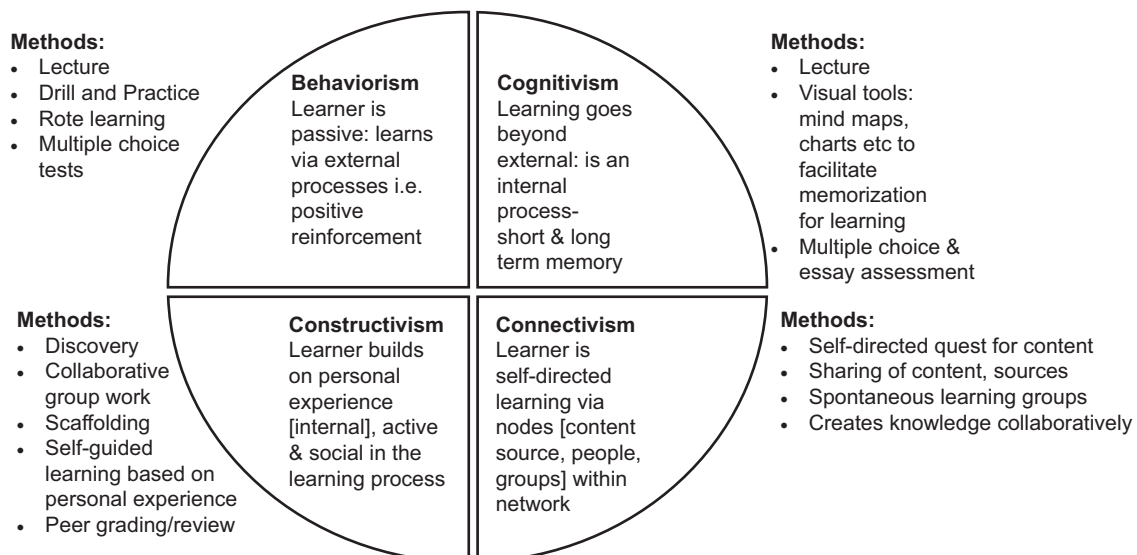 Methods:
• Lecture
• Drill and Practice
• Rote learning
• Multiple choice
tests
Behaviorism
Learner is
passive: learns
via external
processes i.e.
positive
reinforcement
Cognitivism
Learning goes
beyond
external: is an
internal
process-
short & long
term memory
Methods:
• Lecture
• Visual tools:
mind maps,
charts etc to
facilitate
memorization
for learning
• Multiple choice &
essay assessment
Methods:
• Discovery
• Collaborative
group work
• Scaffolding
• Self-guided
learning based on
personal experience
• Peer grading/review
Constructivism
Learner builds
on personal
experience
[internal], active
& social in the
learning process
Connectivism
Learner is
self-directed
learning via
nodes [content
source, people,
groups] within
network
Methods:
• Self-directed quest for content
• Sharing of content, sources
• Spontaneous learning groups
• Creates knowledge collaboratively